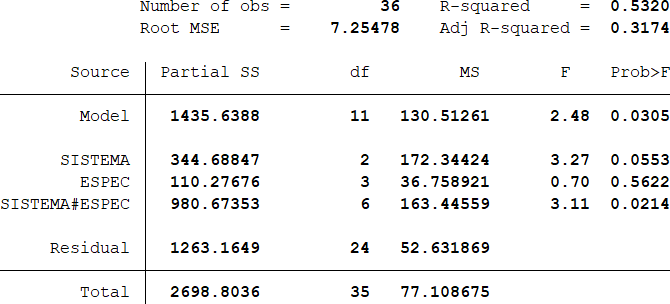 Number of obs = 36 R-squared = 0.5320
Root MSE = 7.25478 Adj R-squared = 0.3174
Source Partial SS df MS F Prob>F
Model 1435.6388 11 130.51261 2.48 0.0305
SISTEMA 344.68847 2 172.34424 3.27 0.0553
ESPEC 110.27676 3 36.758921 0.70 0.5622
SISTEMA#ESPEC 980.67353 6 163.44559 3.11 0.0214
Residual 1263.1649 24 52.631869
Total 2698.8036 35 77.108675